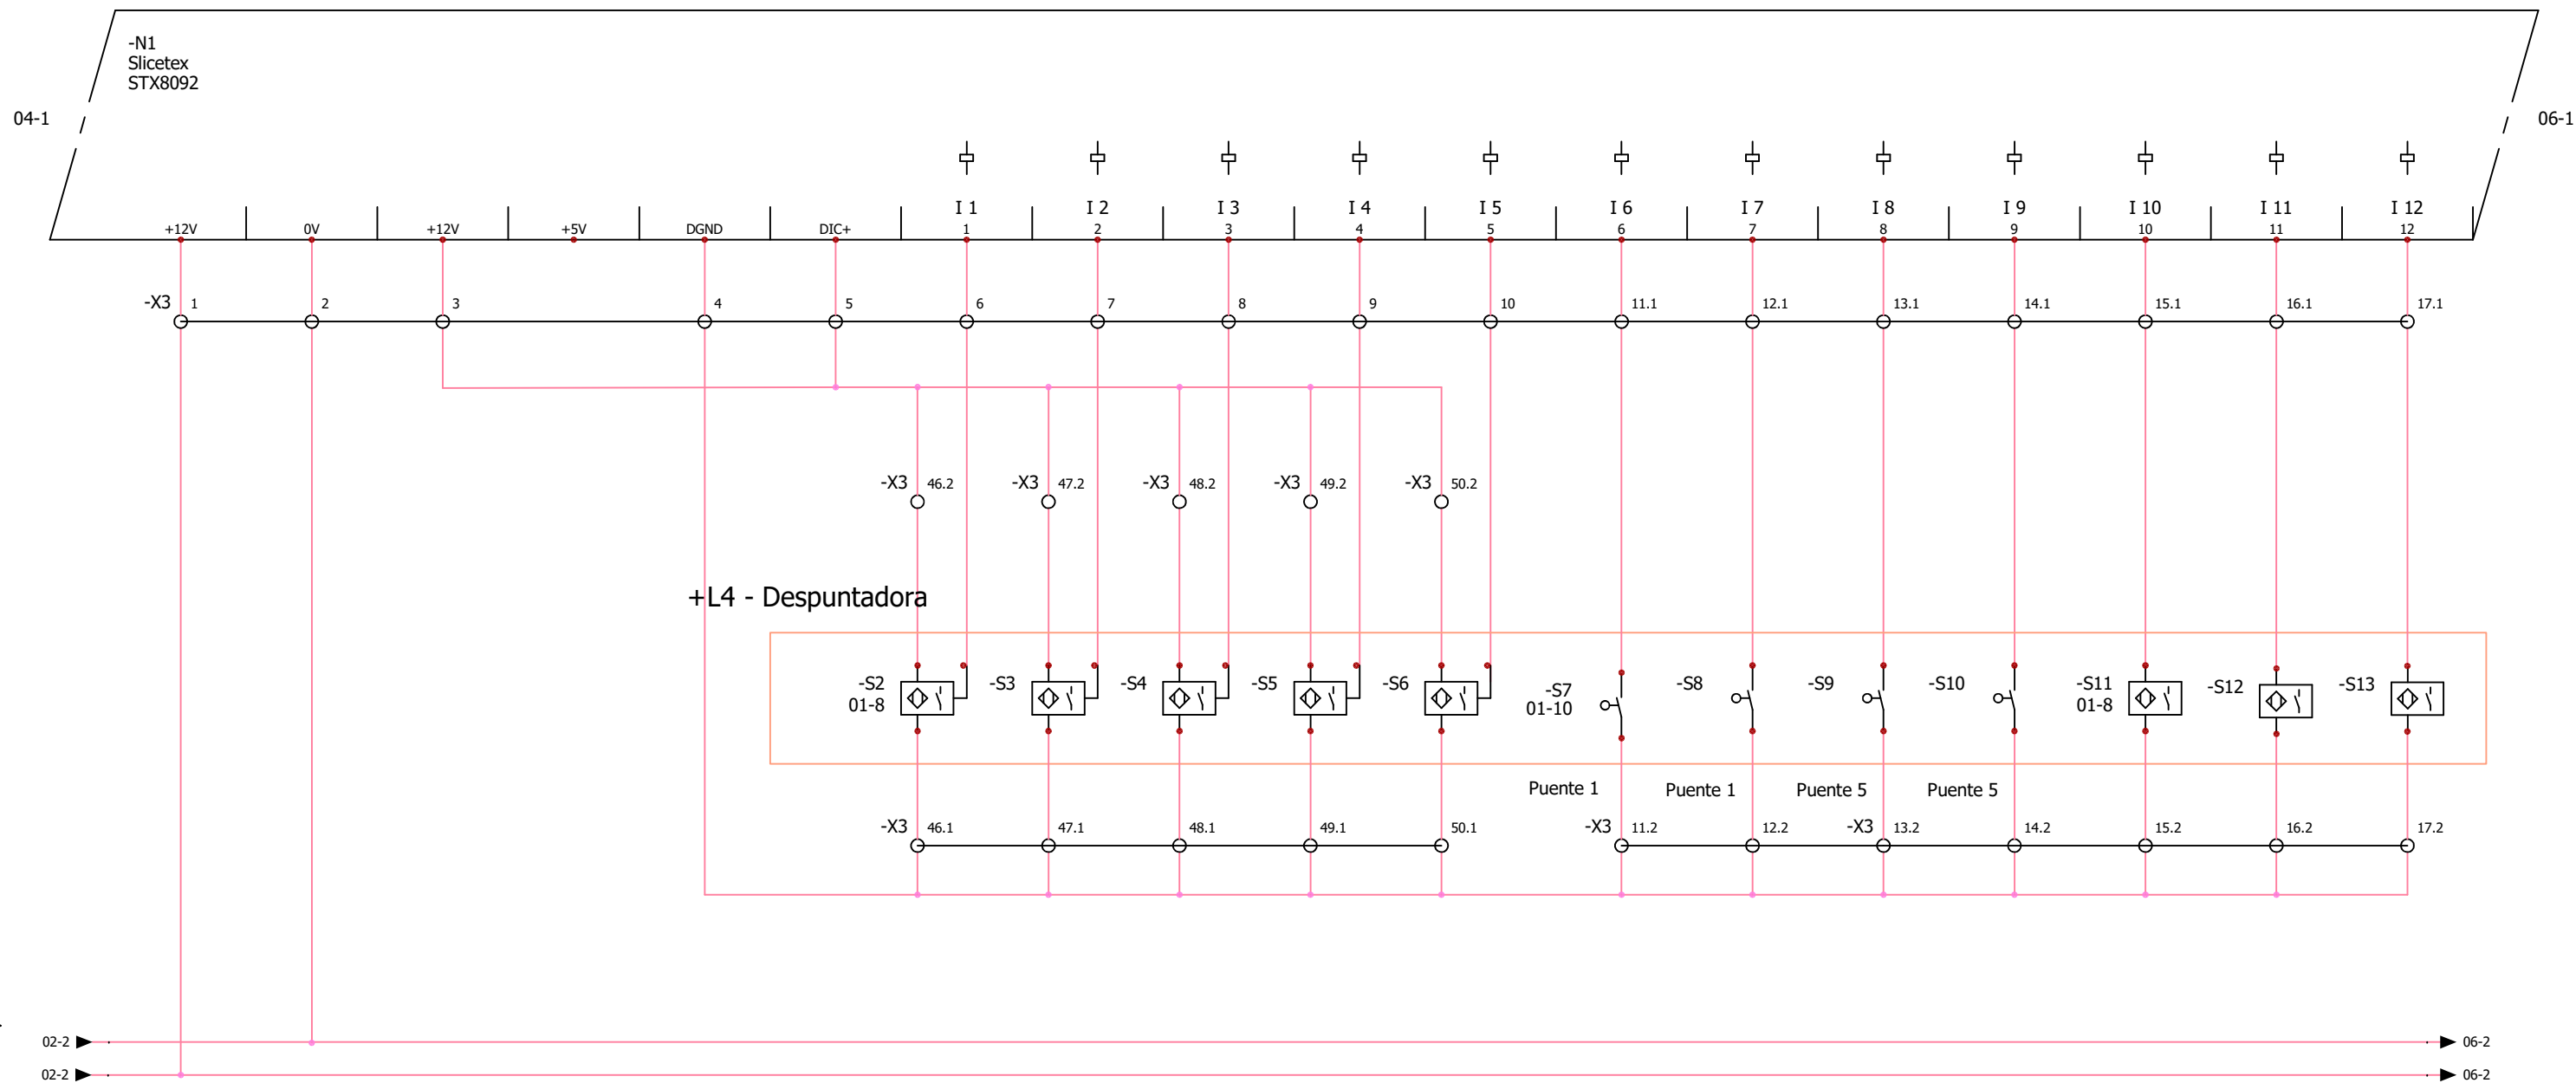 -N1
Slicetex
STX8092
04-1
06-1
I 1 I 2 I 3 I 4 I 5 I 6 I 7 I 8 I 9 I 10 I 11 I 12
+12V 0V +12V +5V DGND DIC+ 1 2 3 4 5 6 7 8 9 10 11 12
-X3 1 2 3 4 5 6 7 8 9 10 11.1 12.1 13.1 14.1 15.1 16.1 17.1
-X3 46.2 -X3 47.2 -X3 48.2 -X3 49.2 -X3 50.2
+L4 - Despuntadora
-S2 -S3 -S4 -S5 -S6 -S7 -S8 -S9 -S10 -S11 -S12 -S13
01-8 01-10 01-8
Puente 1 Puente 1 Puente 5 Puente 5
-X3 46.1 47.1 48.1 49.1 50.1 -X3 11.2 12.2 -X3 13.2 14.2 15.2 16.2 17.2
02-2 06-2
02-2 06-2